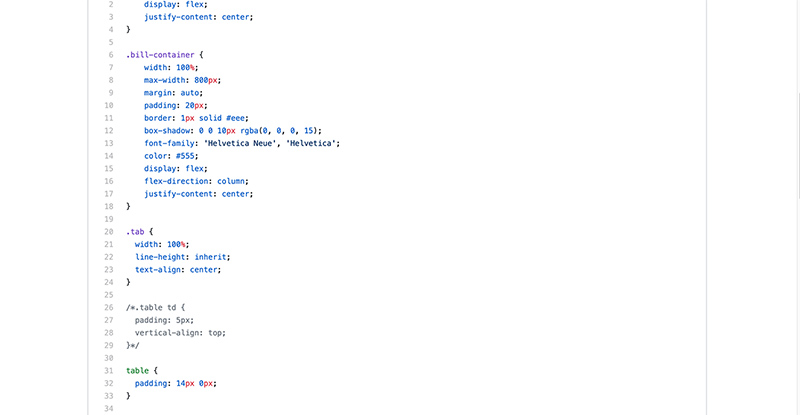 2 display: flex;
3 justify-content: center;
4 }
5
6 .bill-container {
7 width: 100%;
8 max-width: 800px;
9 margin: auto;
10 padding: 20px;
11 border: 1px solid #eee;
12 box-shadow: 0 0 10px rgba(0, 0, 0, 15);
13 font-family: 'Helvetica Neue', 'Helvetica';
14 color: #555;
15 display: flex;
16 flex-direction: column;
17 justify-content: center;
18 }
19
20 .tab {
21 width: 100%;
22 line-height: inherit;
23 text-align: center;
24 }
25
26 /*.table td {
27 padding: 5px;
28 vertical-align: top;
29 }*/
30
31 table {
32 padding: 14px 0px;
33 }
34